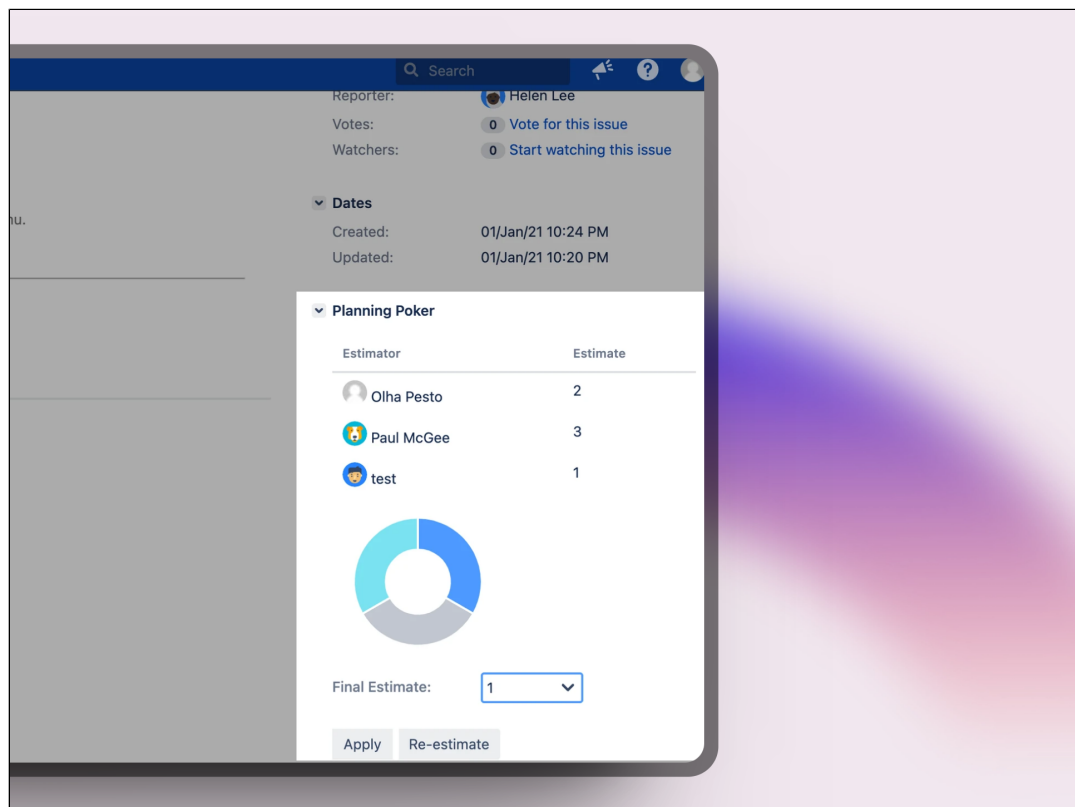 Search
Reporter: Helen Lee
Votes: 0 Vote for this issue
Watchers: 0 Start watching this issue
Dates
nu.
Created: 01/Jan/21 10:24 PM
Updated: 01/Jan/21 10:20 PM
Planning Poker
Estimator Estimate
Olha Pesto 2
Paul McGee 3
test 1
Final Estimate: 1
Apply Re-estimate